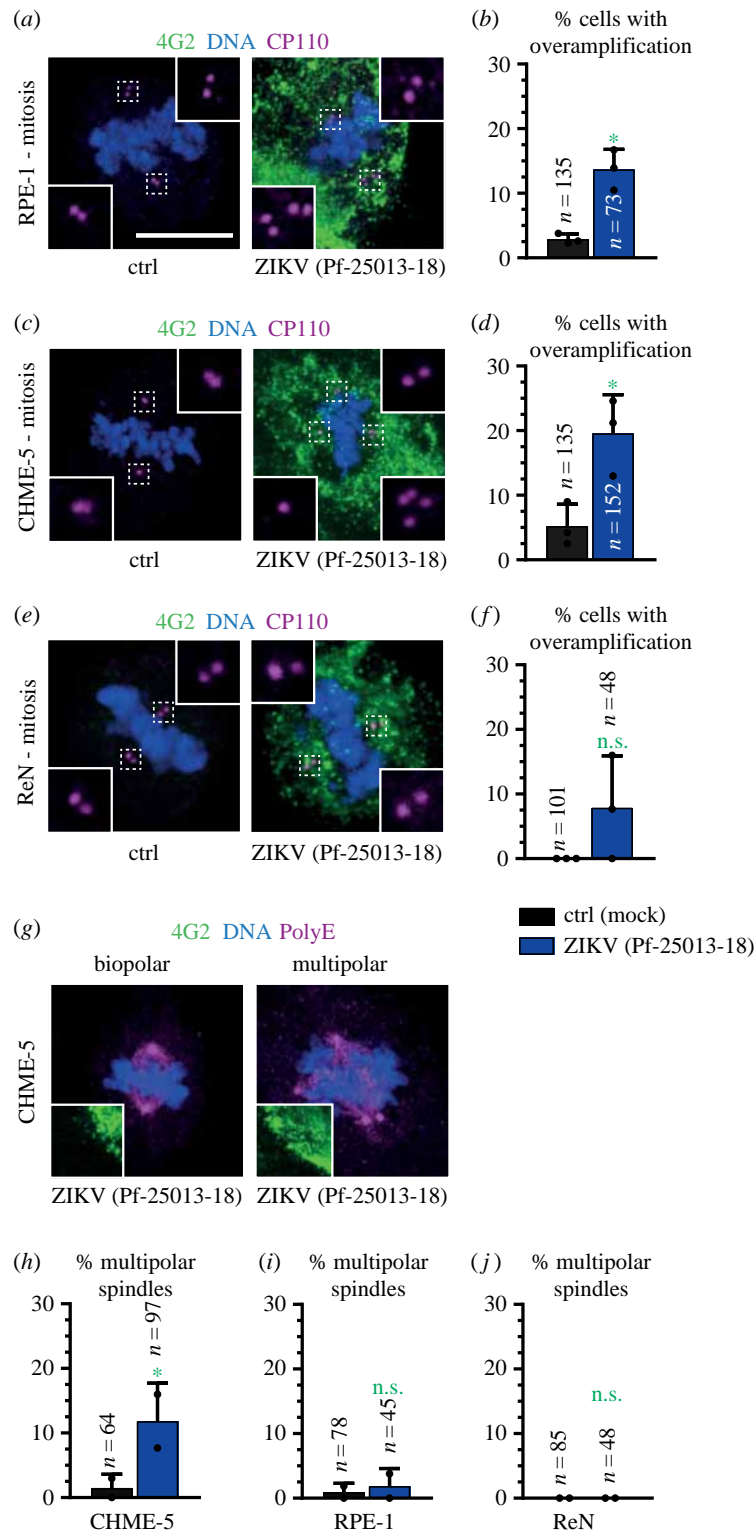 (a)
4G2 DNA CP110
RPE-1 - mitosis
ctrl
ZIKV (Pf-25013-18)
(b)
% cells with
overamplification
30
20
10
0
n = 135
*
n = 73
(c)
4G2 DNA CP110
CHME-5 - mitosis
ctrl
ZIKV (Pf-25013-18)
(d)
% cells with
overamplification
30
20
10
0
n = 135
*
n = 152
(e)
4G2 DNA CP110
ReN - mitosis
ctrl
ZIKV (Pf-25013-18)
(f)
% cells with
overamplification
30
20
10
0
n = 101
n = 48
n.s.
ctrl (mock)
ZIKV (Pf-25013-18)
(g)
4G2 DNA PolyE
biopolar
multipolar
CHME-5
ZIKV (Pf-25013-18)
ZIKV (Pf-25013-18)
(h)
% multipolar
spindles
30
20
10
0
n = 64
n = 97
*
CHME-5
(i)
% multipolar
spindles
30
20
10
0
n = 78
n.s.
n = 45
RPE-1
(j)
% multipolar
spindles
30
20
10
0
n = 85
n.s.
n = 48
ReN